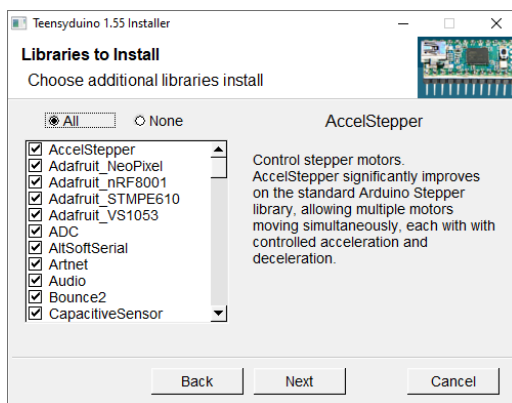 Teensyduino 1.55 Installer
Libraries to Install
Choose additional libraries install
All
None
AccelStepper
Adafruit_NeoPixel
Adafruit_nRF8001
Adafruit_STMPE610
Adafruit_VS1053
ADC
AltSoftSerial
Artnet
Audio
Bounce2
CapacitiveSensor
AccelStepper
Control stepper motors.
AccelStepper significantly improves
on the standard Arduino Stepper
library, allowing multiple motors
moving simultaneously, each with with
controlled acceleration and
deceleration.
Back
Next
Cancel